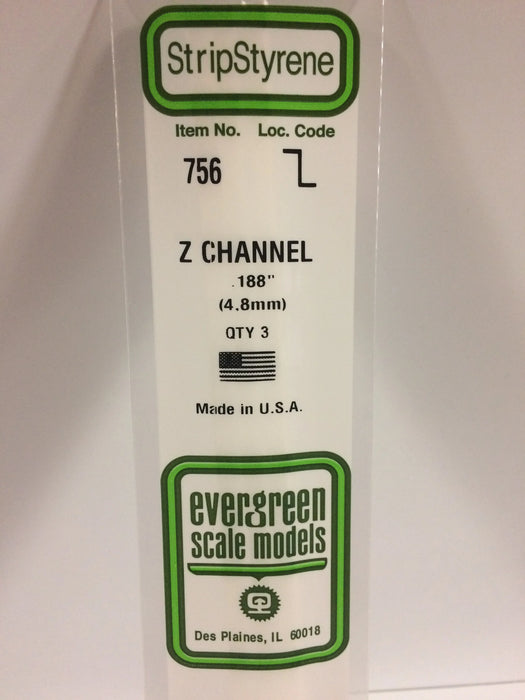 StripStyrene
Item No. Loc. Code
756
Z CHANNEL
.188"
(4.8mm)
QTY 3
Made in U.S.A.
evergreen
scale models
Des Plaines, IL 60018